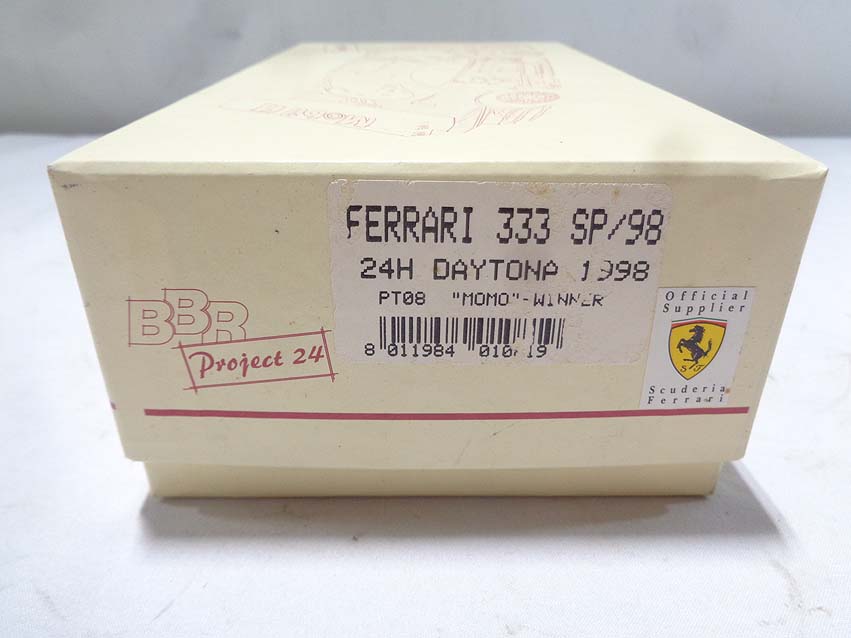 FERRARI 333 SP/98
24H DAYTONA 1998
PT08 "MOMO"-WINNER
8 011984
BBR
Project 24
Official
Supplier
S F
Scuderia
Ferrari